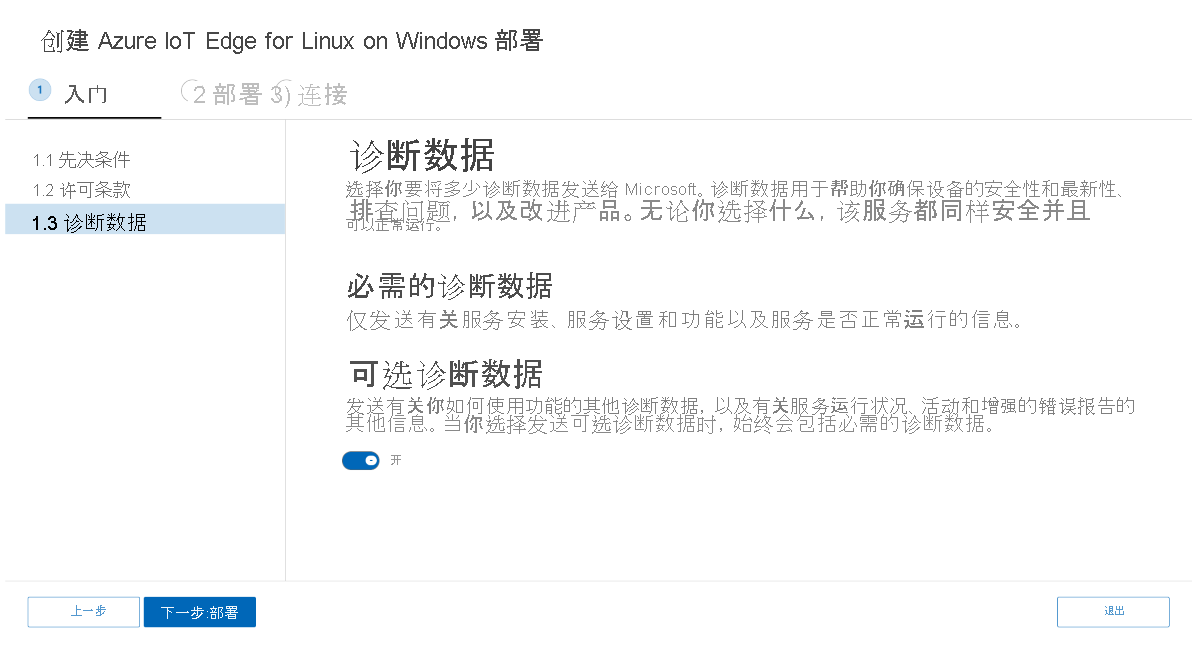 创建 Azure IoT Edge for Linux on Windows 部署
1 入门 2 部署 3) 连接
1.1 先决条件
1.2 许可条款
1.3 诊断数据
诊断数据
选择你要将多少诊断数据发送给 Microsoft。诊断数据用于帮助你确保设备的安全性和最新性、
排查问题，以及改进产品。无论你选择什么，该服务都同样安全并且
可以正常运行。
必需的诊断数据
仅发送有关服务安装、服务设置和功能以及服务是否正常运行的信息。
可选诊断数据
发送有关你如何使用功能的其他诊断数据，以及有关服务运行状况、活动和增强的错误报告的
其他信息。当你选择发送可选诊断数据时，始终会包括必需的诊断数据。
开
上一步 下一步:部署 退出